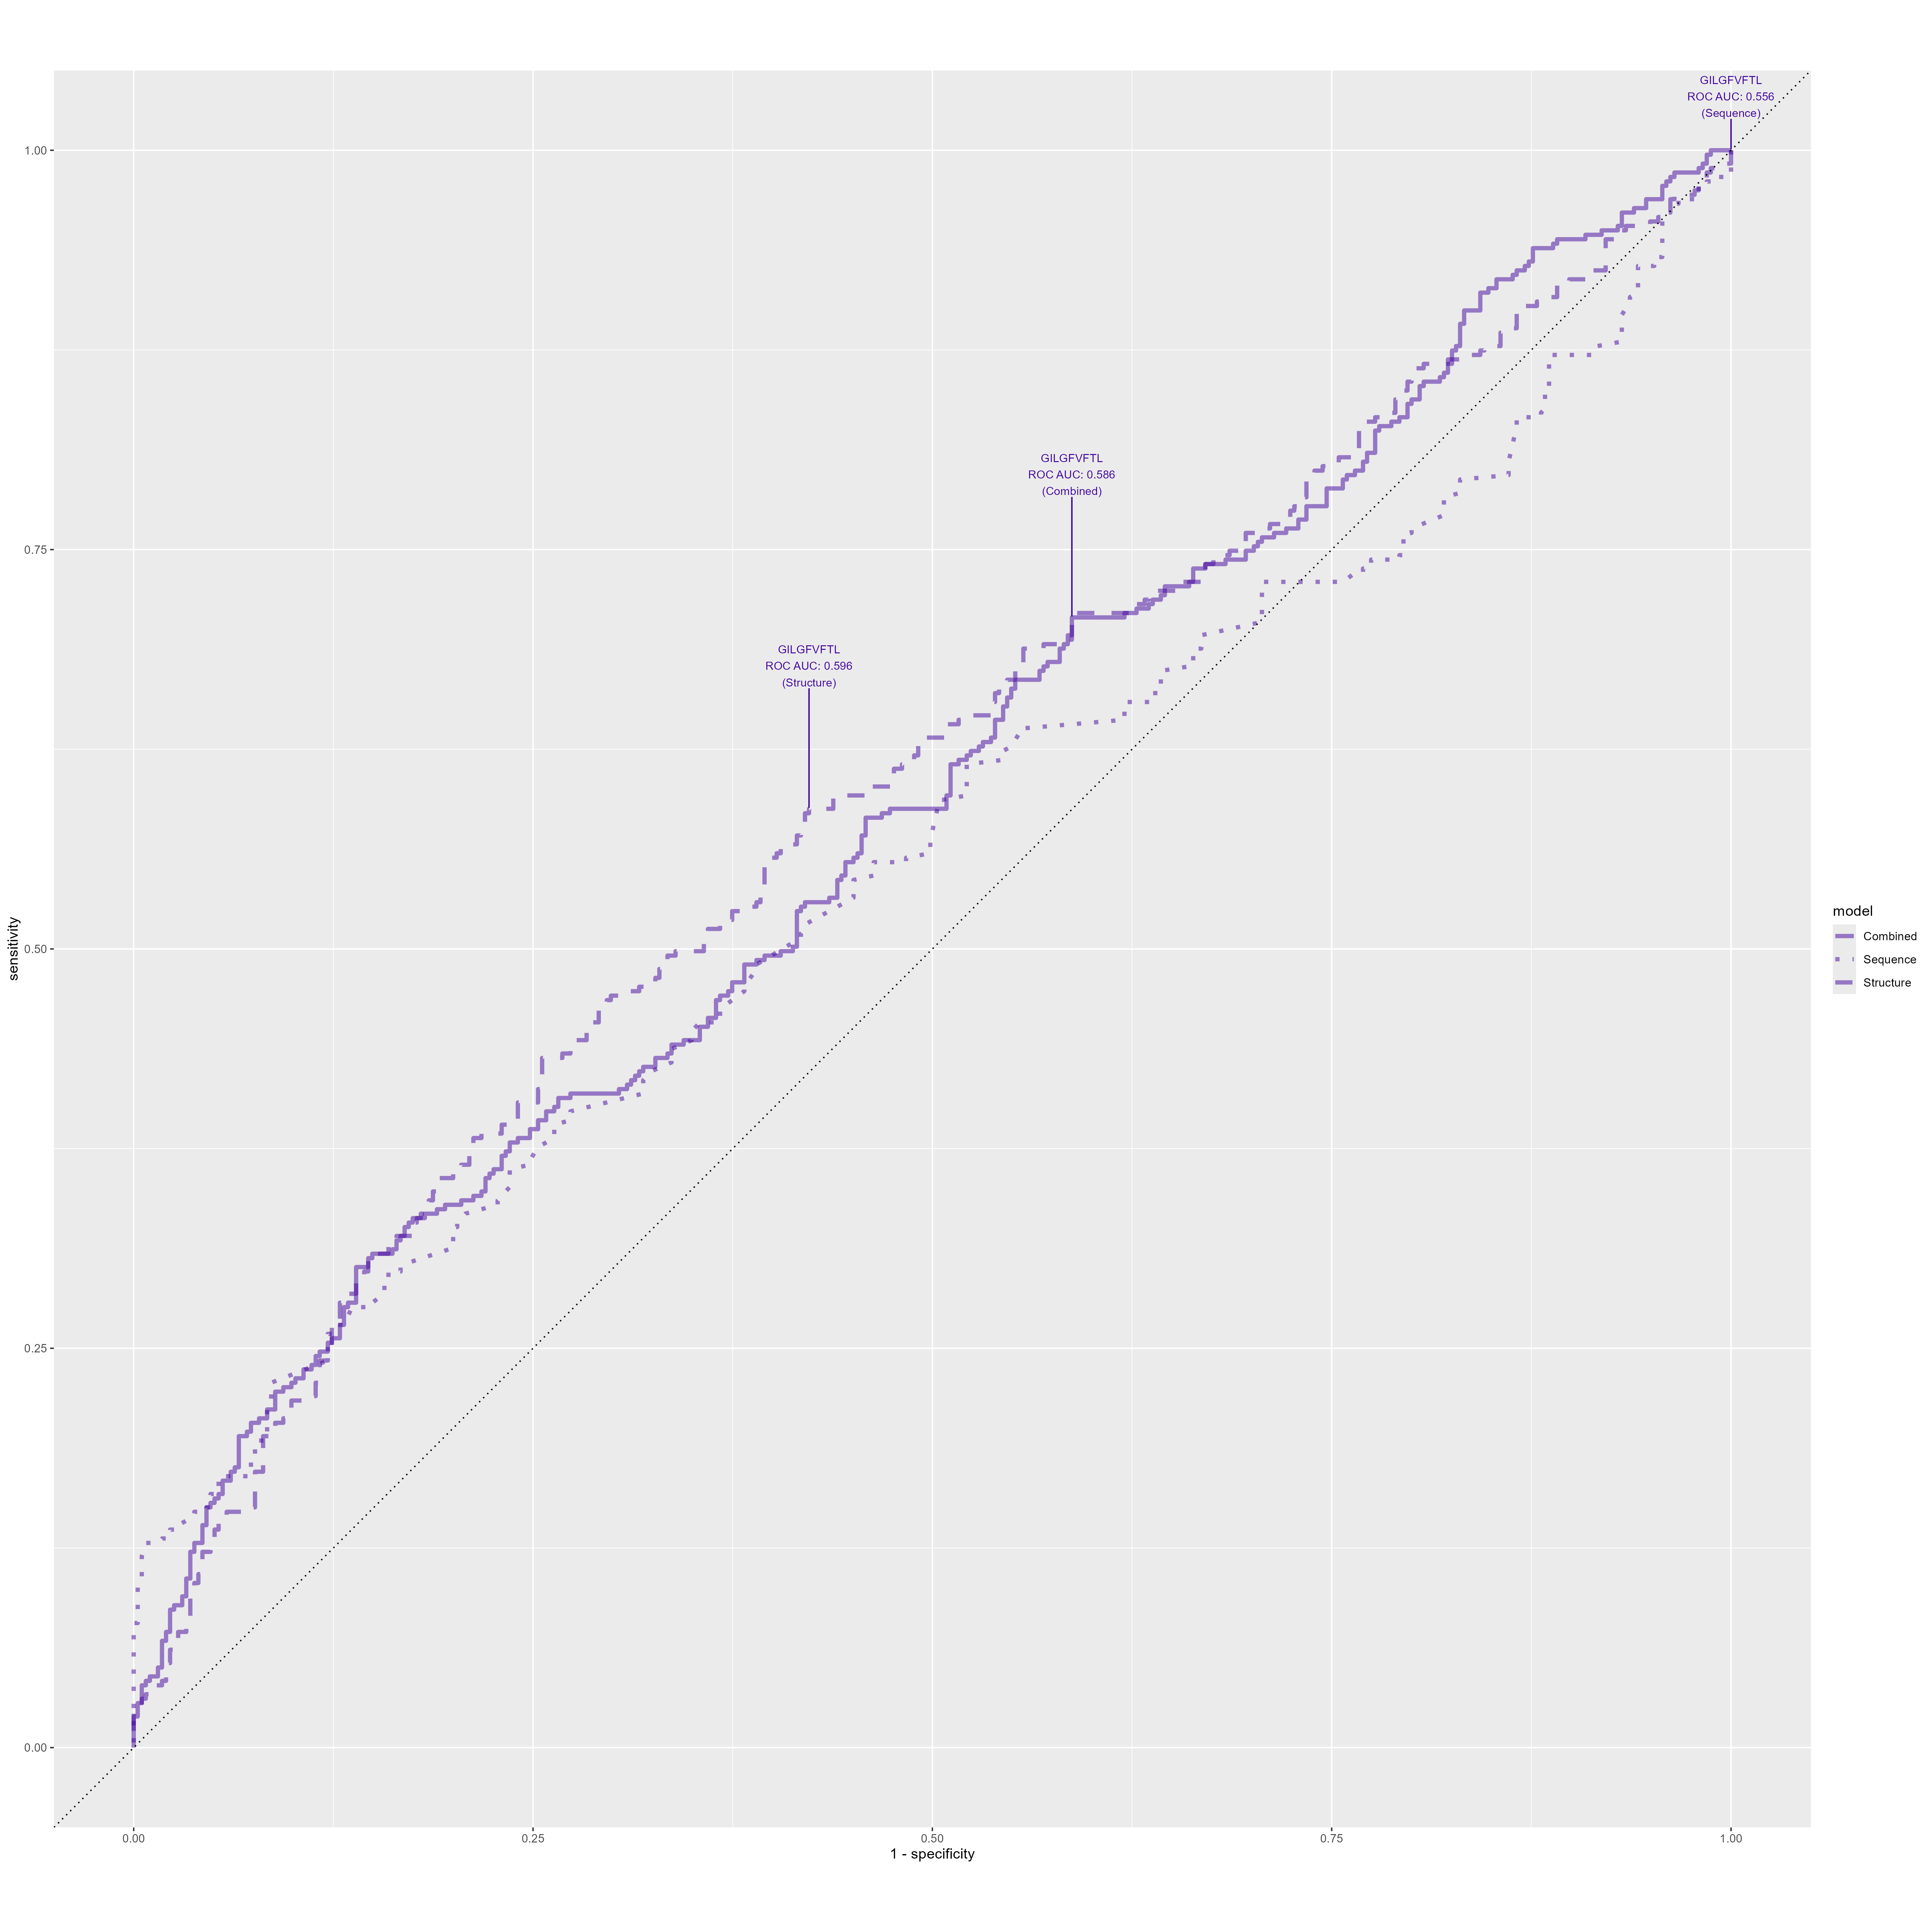 GILGFVFTL
ROC AUC: 0.556
(Sequence)
GILGFVFTL
ROC AUC: 0.586
(Combined)
GILGFVFTL
ROC AUC: 0.596
(Structure)
1.00
0.75
0.50
0.25
0.00
sensitivity
0.00
0.25
0.50
0.75
1.00
1 - specificity
model
Combined
Sequence
Structure